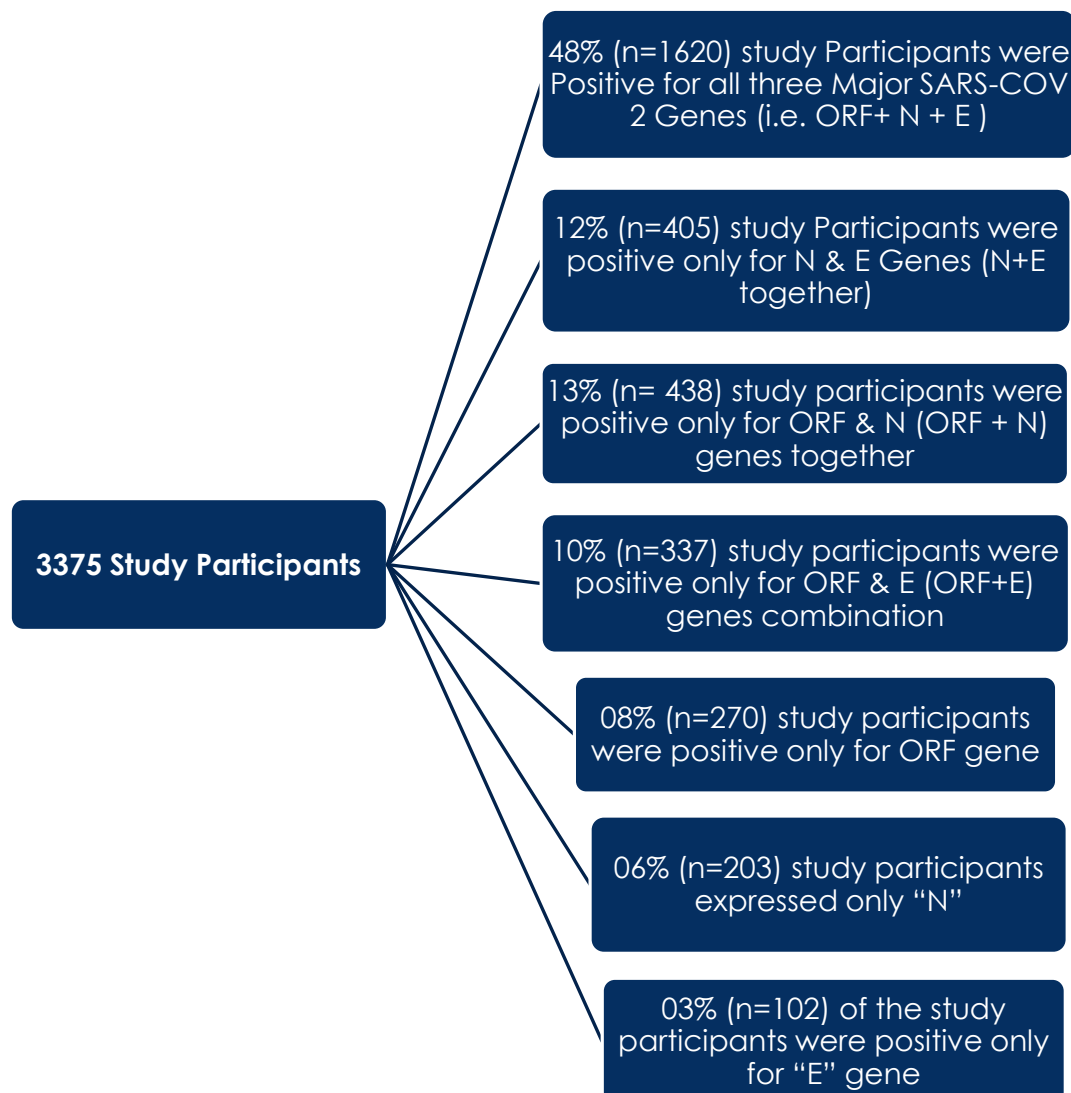 48% (n=1620) study Participants were
Positive for all three Major SARS-COV
2 Genes (i.e. ORF+ N + E )
12% (n=405) study Participants were
positive only for N & E Genes (N+E
together)
13% (n= 438) study participants were
positive only for ORF & N (ORF + N)
genes together
3375 Study Participants
10% (n=337) study participants were
positive only for ORF & E (ORF+E)
genes combination
08% (n=270) study participants
were positive only for ORF gene
06% (n=203) study participants
expressed only “N”
03% (n=102) of the study
participants were positive only
for “E” gene